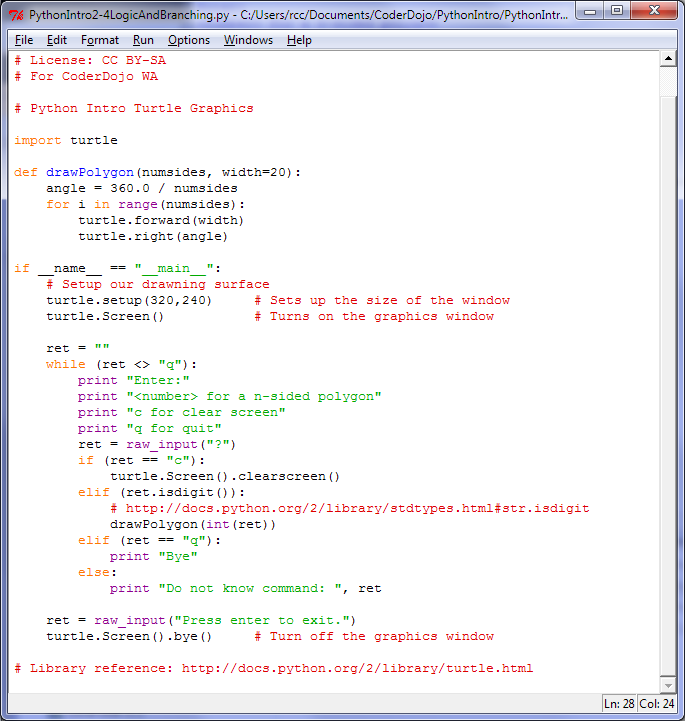 PythonIntro2-4LogicAndBranching.py - C:/Users/rcc/Documents/CoderDojo/PythonIntro/PythonIntr...
File Edit Format Run Options Windows Help
# License: CC BY-SA
# For CoderDojo WA

# Python Intro Turtle Graphics

import turtle

def drawPolygon(numsides, width=20):
    angle = 360.0 / numsides
    for i in range(numsides):
        turtle.forward(width)
        turtle.right(angle)

if __name__ == "__main__":
    # Setup our drawning surface
    turtle.setup(320,240)     # Sets up the size of the window
    turtle.Screen()           # Turns on the graphics window

    ret = ""
    while (ret <> "q"):
        print "Enter:"
        print "<number> for a n-sided polygon"
        print "c for clear screen"
        print "q for quit"
        ret = raw_input("?")
        if (ret == "c"):
            turtle.Screen().clearscreen()
        elif (ret.isdigit()):
            # http://docs.python.org/2/library/stdtypes.html#str.isdigit
            drawPolygon(int(ret))
        elif (ret == "q"):
            print "Bye"
        else:
            print "Do not know command: ", ret

    ret = raw_input("Press enter to exit.")
    turtle.Screen().bye()     # Turn off the graphics window

# Library reference: http://docs.python.org/2/library/turtle.html
Ln: 28 Col: 24